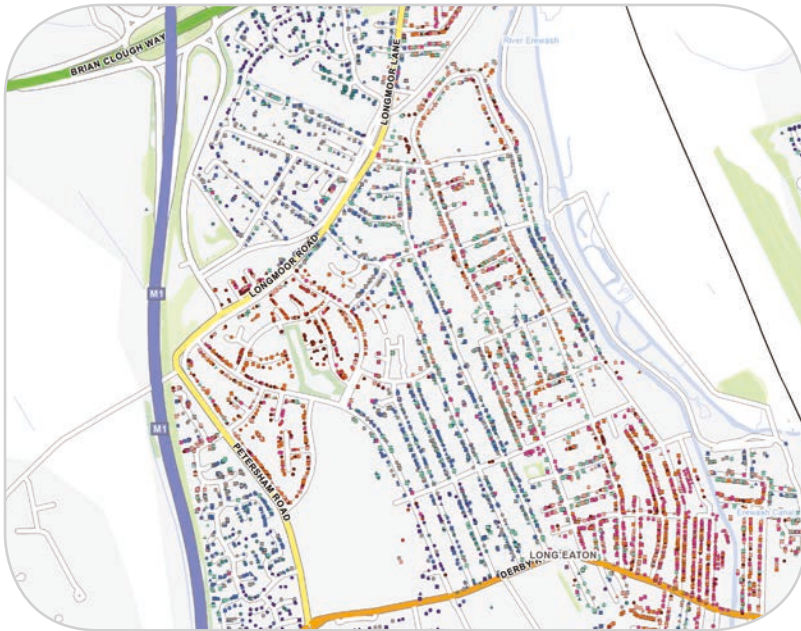 BRIAN CLOUGH WAY
LONGMOOR LANE
River Erewash
LONGMOOR ROAD
M1
M1
PETERSHAM ROAD
Erewash Canal
LONG EATON
DERBY